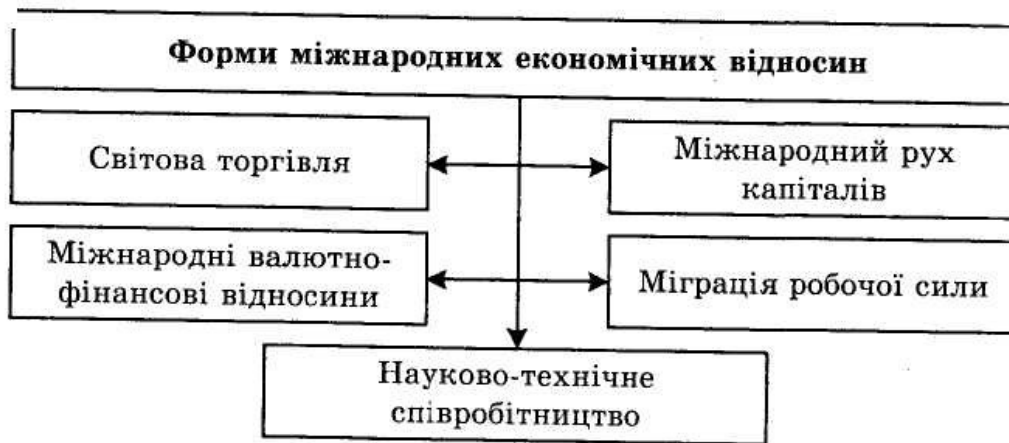 Форми міжнародних економічних відносин
Світова торгівля
Міжнародний рух
капіталів
Міжнародні валютно-
фінансові відносини
Міграція робочої сили
Науково-технічне
співробітництво